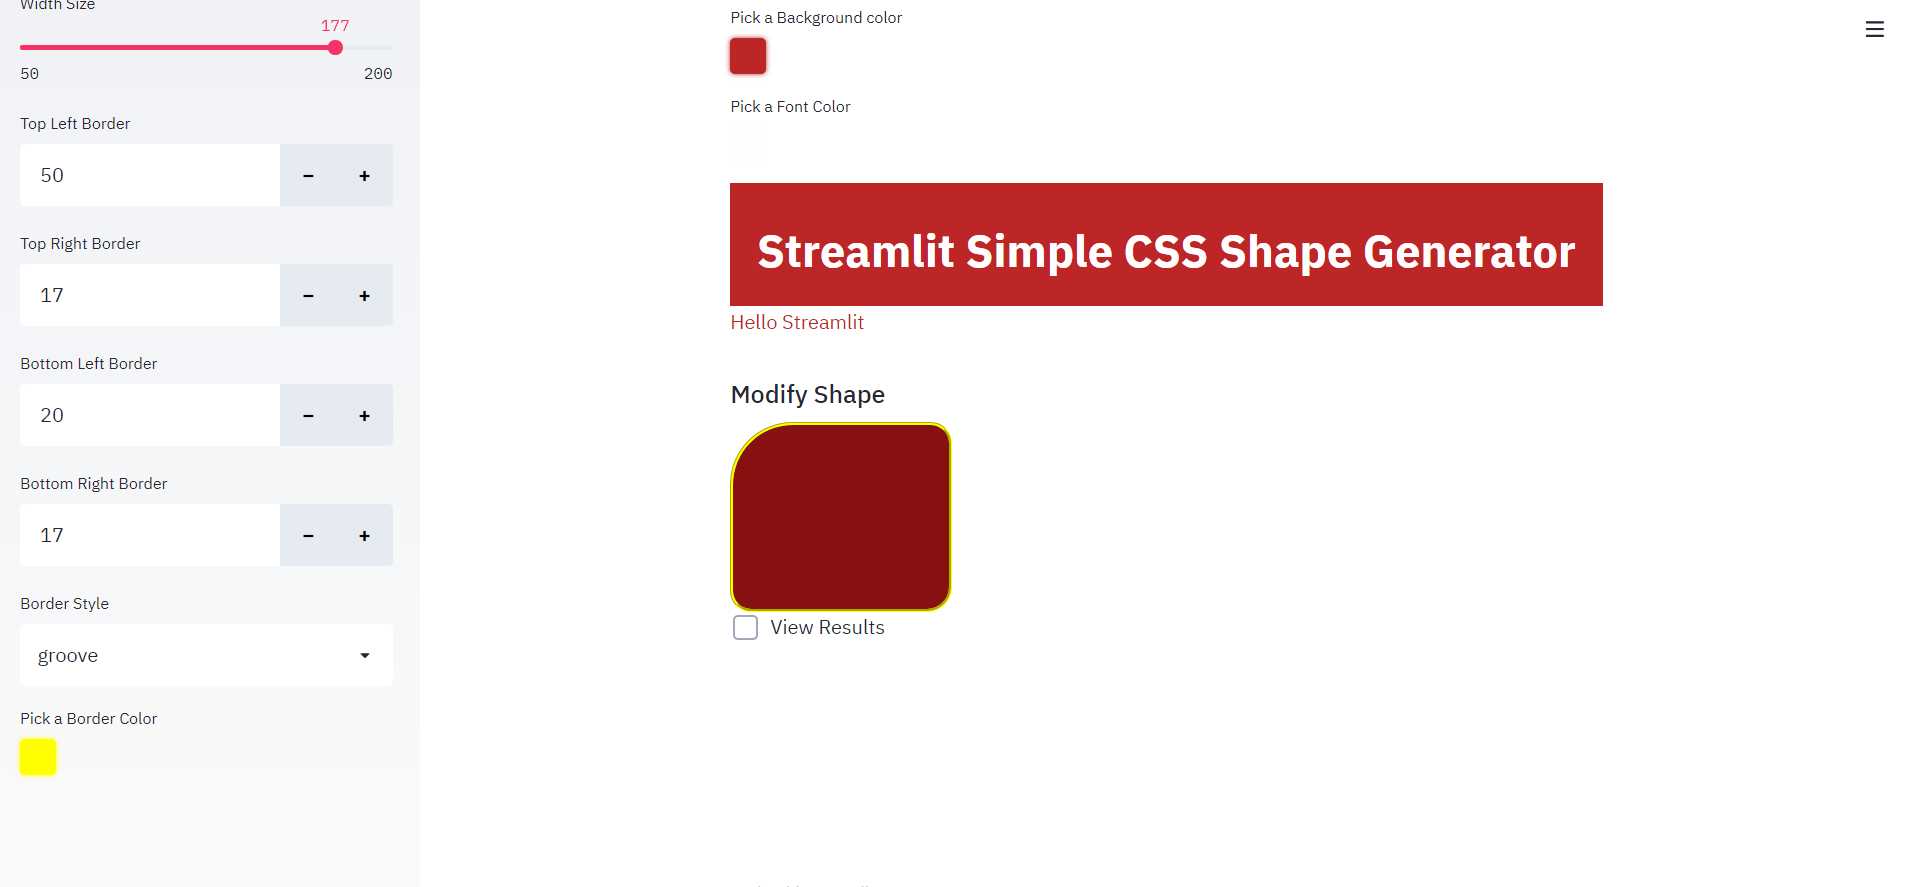 Width Size
177
50
200
Top Left Border
50
Top Right Border
17
Bottom Left Border
20
Bottom Right Border
17
Border Style
groove
Pick a Border Color
Pick a Background color
Pick a Font Color
Streamlit Simple CSS Shape Generator
Hello Streamlit
Modify Shape
View Results